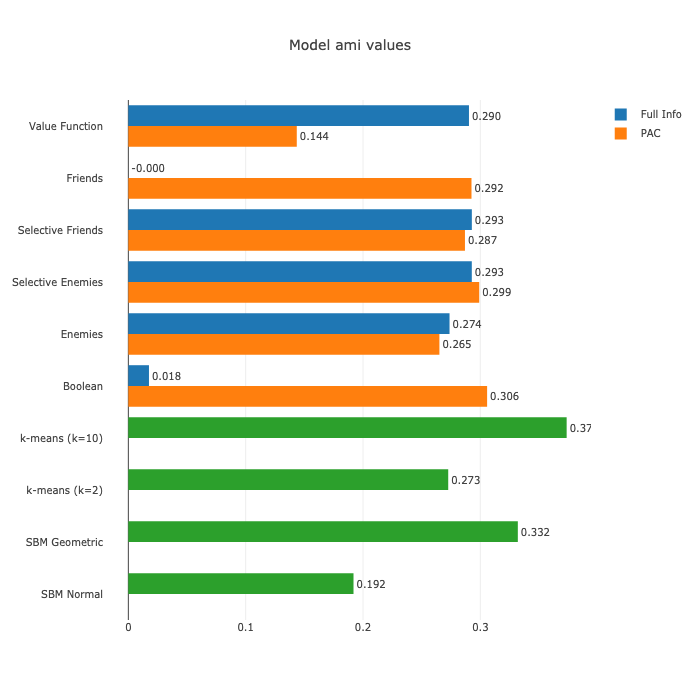 Model ami values
Full Info
PAC
Value Function
0.290
0.144
Friends
-0.000
0.292
Selective Friends
0.293
0.287
Selective Enemies
0.293
0.299
Enemies
0.274
0.265
Boolean
0.018
0.306
k-means (k=10)
0.37
k-means (k=2)
0.273
SBM Geometric
0.332
SBM Normal
0.192
0 0.1 0.2 0.3